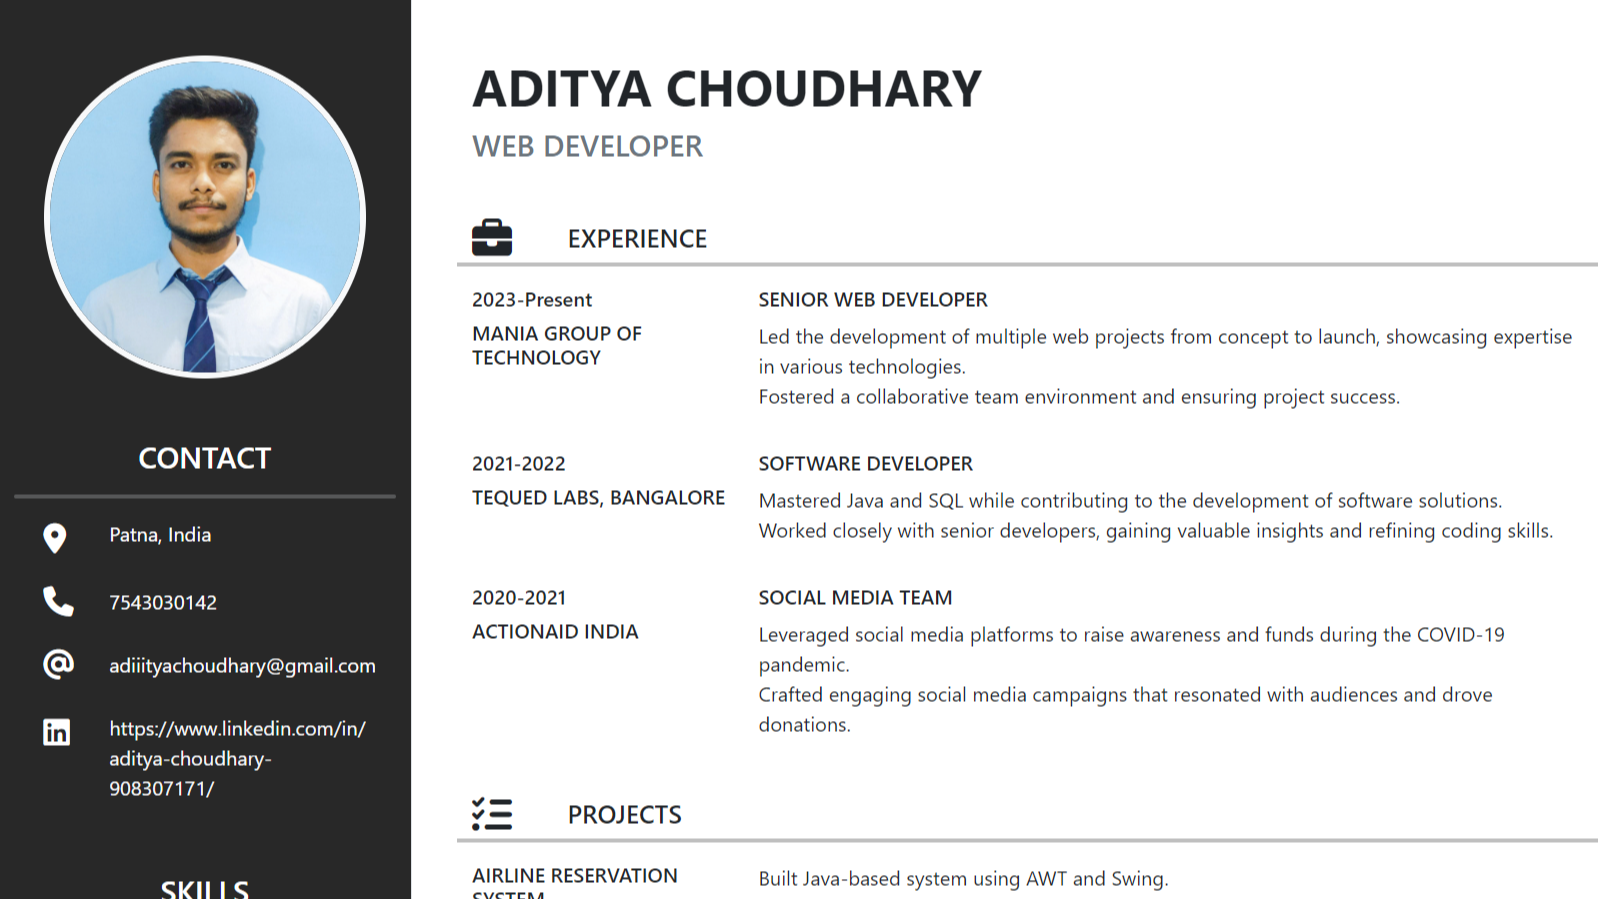 CONTACT
Patna, India
7543030142
adiiityachoudhary@gmail.com
https://www.linkedin.com/in/
aditya-choudhary-
908307171/
SKILLS
ADITYA CHOUDHARY
WEB DEVELOPER
EXPERIENCE
2023-Present
MANIA GROUP OF
TECHNOLOGY
SENIOR WEB DEVELOPER
Led the development of multiple web projects from concept to launch, showcasing expertise
in various technologies.
Fostered a collaborative team environment and ensuring project success.
2021-2022
TEQUED LABS, BANGALORE
SOFTWARE DEVELOPER
Mastered Java and SQL while contributing to the development of software solutions.
Worked closely with senior developers, gaining valuable insights and refining coding skills.
2020-2021
ACTIONAID INDIA
SOCIAL MEDIA TEAM
Leveraged social media platforms to raise awareness and funds during the COVID-19
pandemic.
Crafted engaging social media campaigns that resonated with audiences and drove
donations.
PROJECTS
AIRLINE RESERVATION
SYSTEM
Built Java-based system using AWT and Swing.